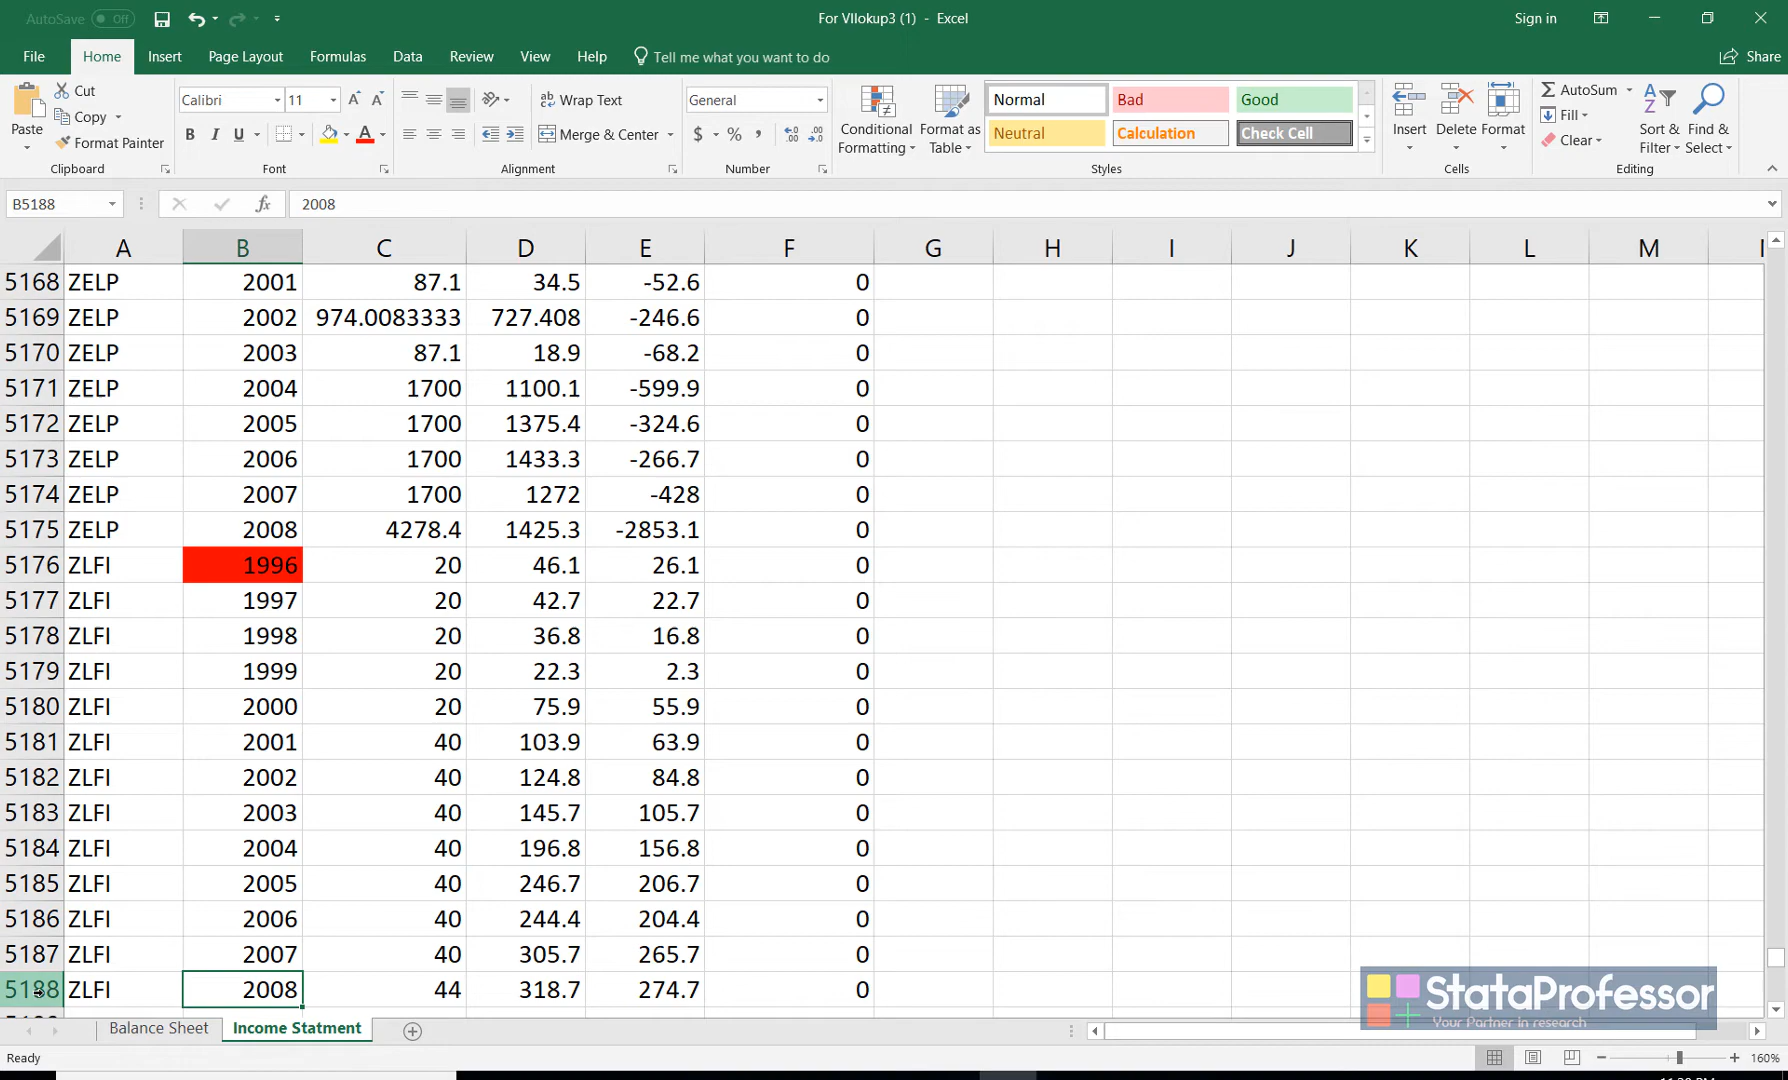 AutoSave Off For Vllokup3 (1) - Excel Sign in
File Home Insert Page Layout Formulas Data Review View Help Tell me what you want to do Share
Paste Cut Copy Format Painter Clipboard
Calibri 11 B I U A Font
ab Wrap Text Merge & Center Alignment
General $ % , Number
Conditional Formatting Format as Table
Normal Bad Good
Neutral Calculation Check Cell
Styles
Insert Delete Format Cells
AutoSum Fill Clear Sort & Filter Find & Select Editing
B5188 fx 2008
A B C D E F G H I J K L M
5168 ZELP 2001 87.1 34.5 -52.6 0
5169 ZELP 2002 974.0083333 727.408 -246.6 0
5170 ZELP 2003 87.1 18.9 -68.2 0
5171 ZELP 2004 1700 1100.1 -599.9 0
5172 ZELP 2005 1700 1375.4 -324.6 0
5173 ZELP 2006 1700 1433.3 -266.7 0
5174 ZELP 2007 1700 1272 -428 0
5175 ZELP 2008 4278.4 1425.3 -2853.1 0
5176 ZLFI 1996 20 46.1 26.1 0
5177 ZLFI 1997 20 42.7 22.7 0
5178 ZLFI 1998 20 36.8 16.8 0
5179 ZLFI 1999 20 22.3 2.3 0
5180 ZLFI 2000 20 75.9 55.9 0
5181 ZLFI 2001 40 103.9 63.9 0
5182 ZLFI 2002 40 124.8 84.8 0
5183 ZLFI 2003 40 145.7 105.7 0
5184 ZLFI 2004 40 196.8 156.8 0
5185 ZLFI 2005 40 246.7 206.7 0
5186 ZLFI 2006 40 244.4 204.4 0
5187 ZLFI 2007 40 305.7 265.7 0
5188 ZLFI 2008 44 318.7 274.7 0
StataProfessor
Your Partner in research
Balance Sheet Income Statment
Ready 160%